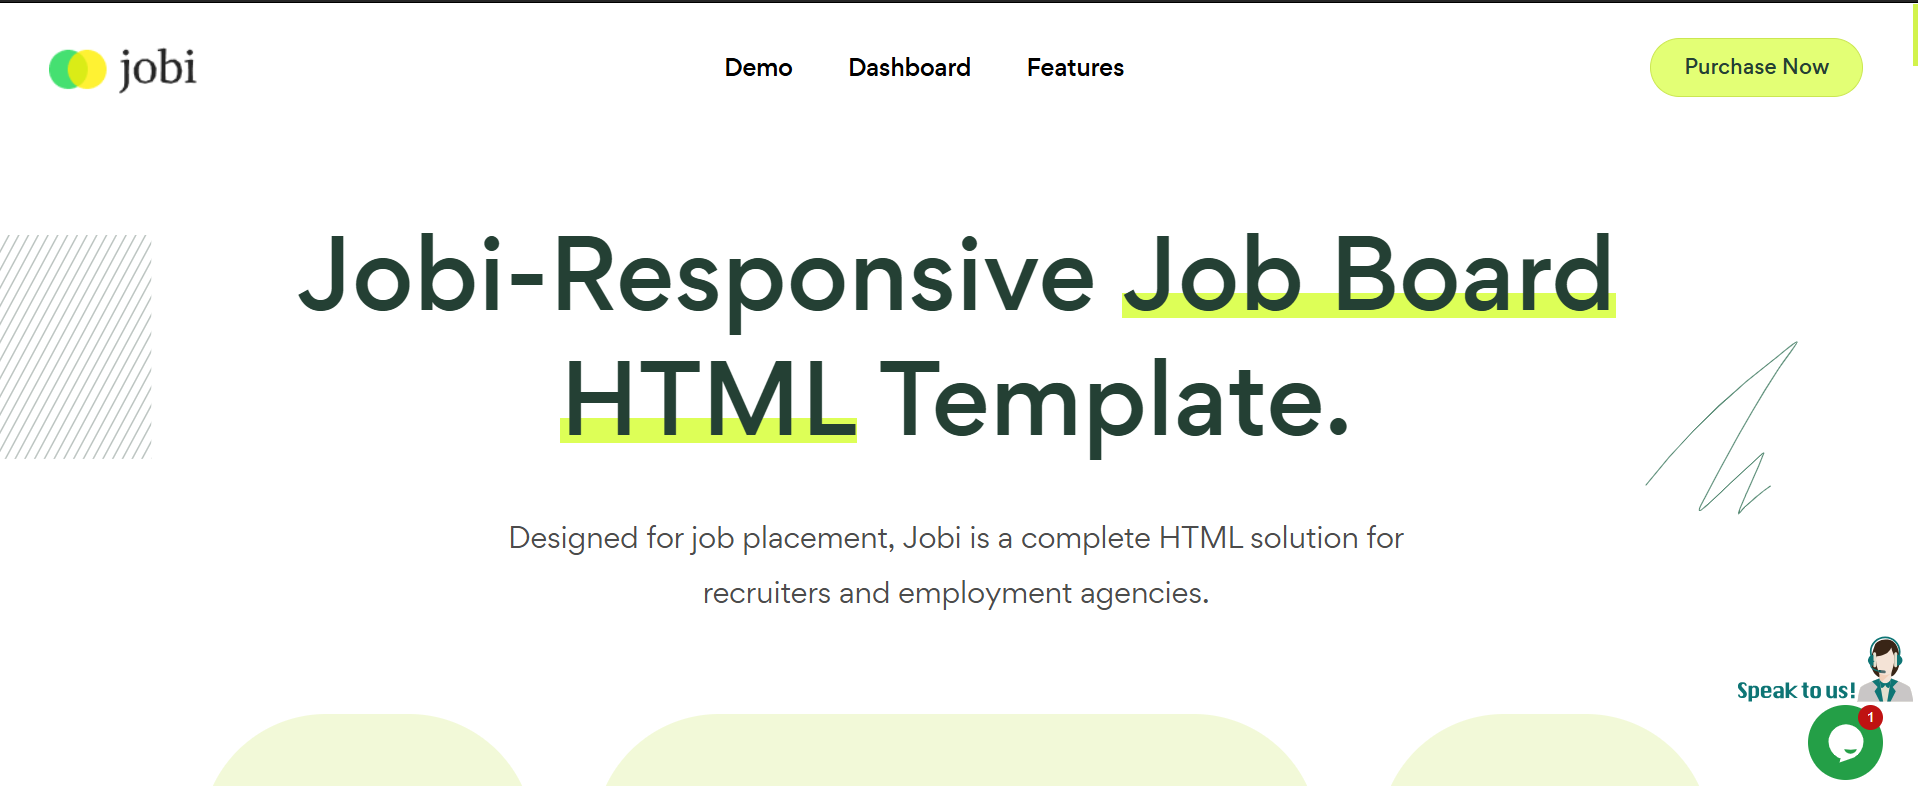 jobi
Demo Dashboard Features
Purchase Now
Jobi-Responsive Job Board
HTML Template.
Designed for job placement, Jobi is a complete HTML solution for
recruiters and employment agencies.
Speak to us!
1